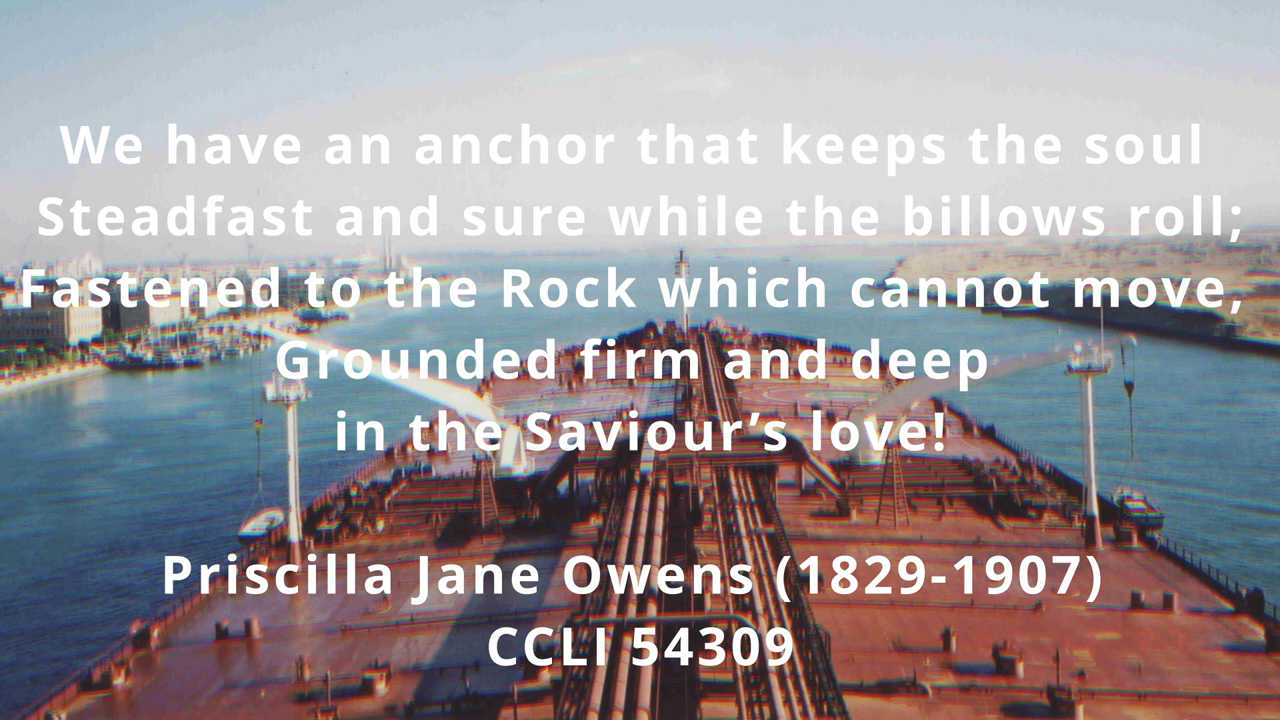 We have an anchor that keeps the soul
Steadfast and sure while the billows roll;
Fastened to the Rock which cannot move,
Grounded firm and deep
in the Saviour’s love!
Priscilla Jane Owens (1829-1907)
CCLI 54309